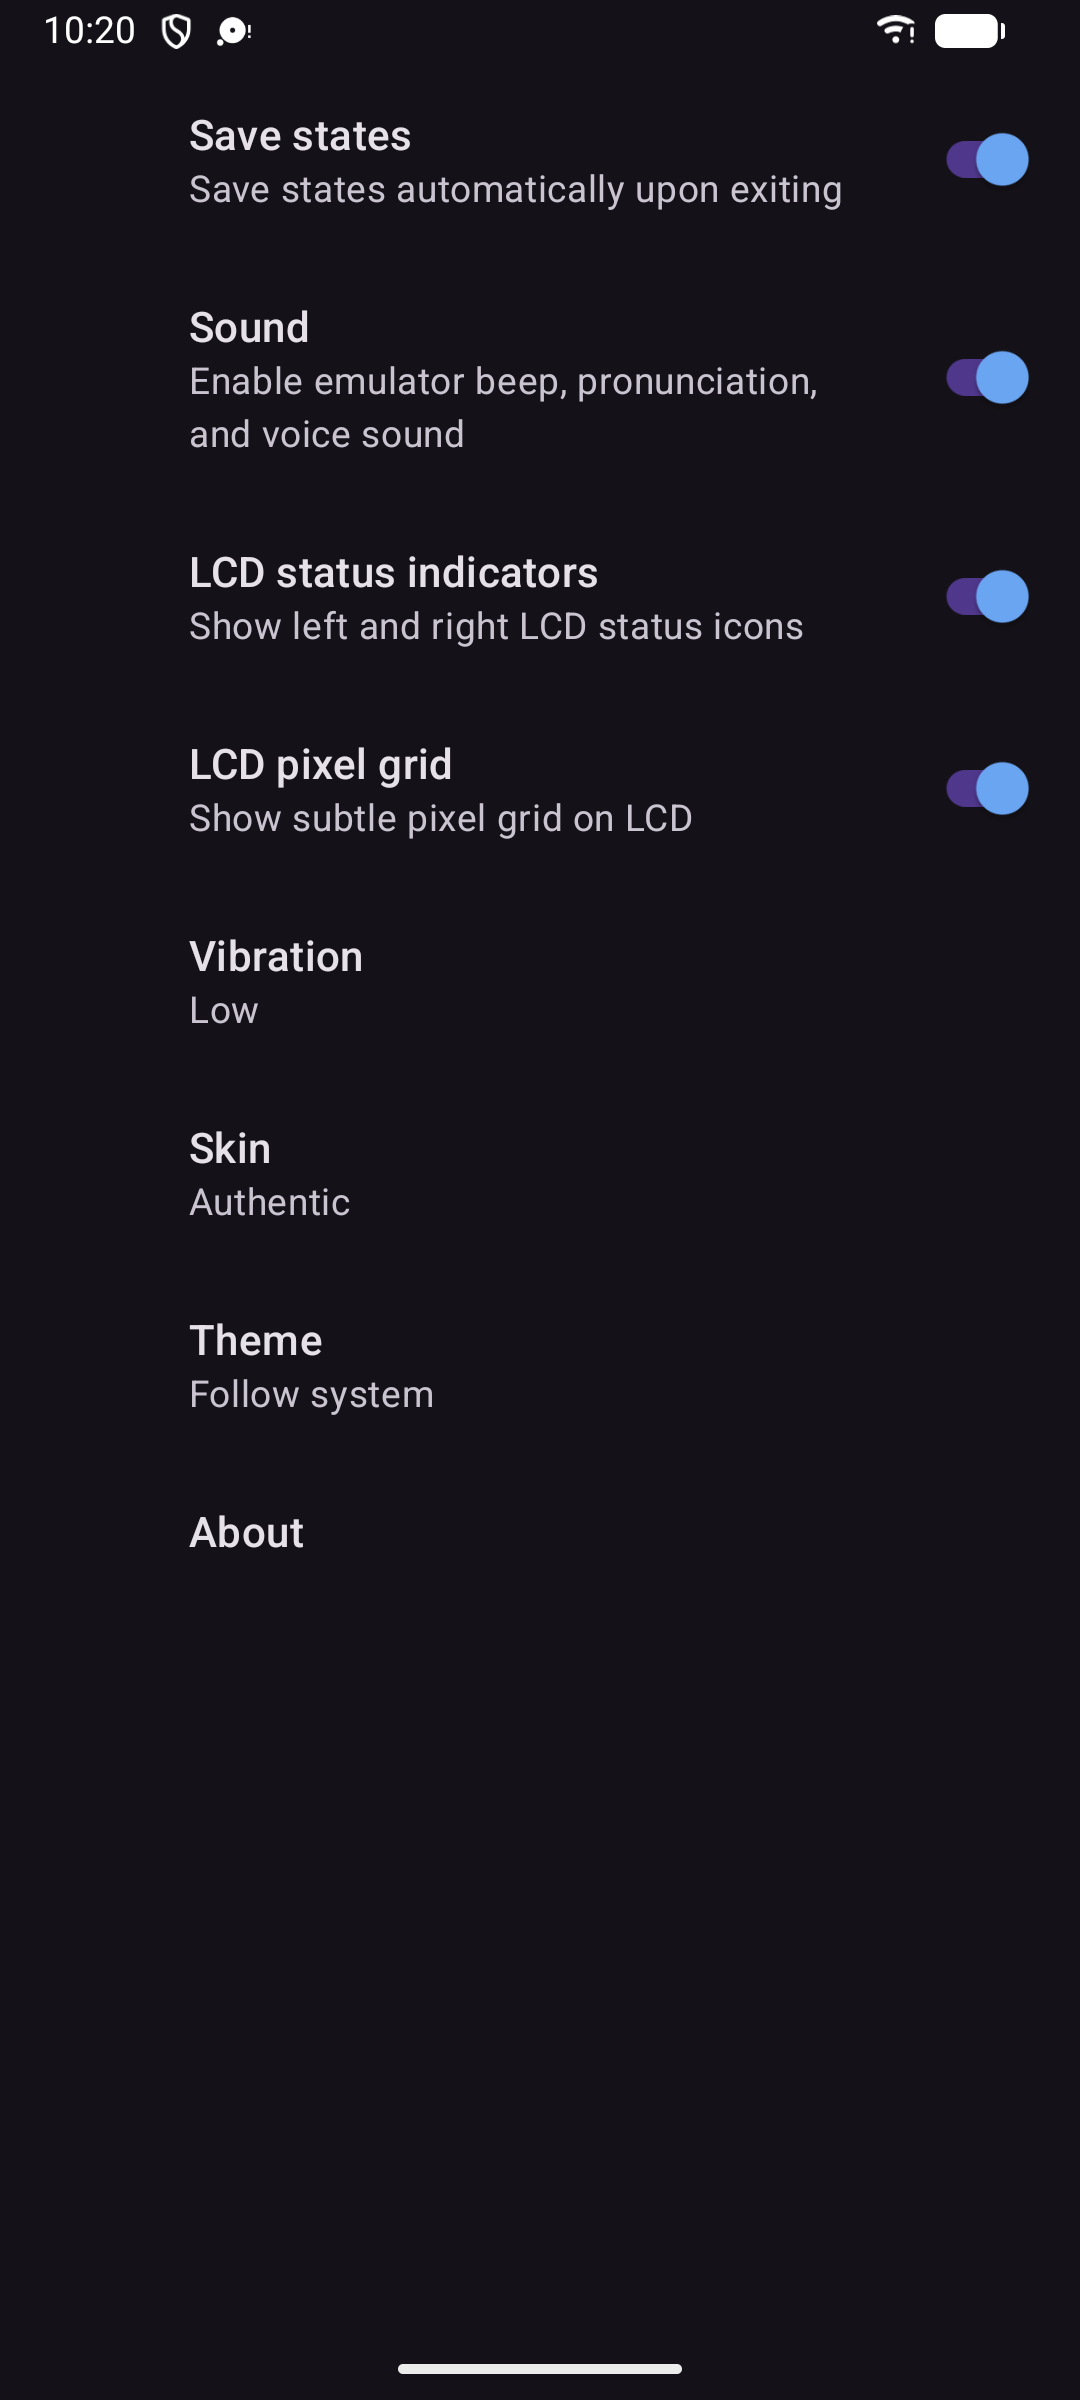 10:20
Save states
Save states automatically upon exiting
Sound
Enable emulator beep, pronunciation,
and voice sound
LCD status indicators
Show left and right LCD status icons
LCD pixel grid
Show subtle pixel grid on LCD
Vibration
Low
Skin
Authentic
Theme
Follow system
About